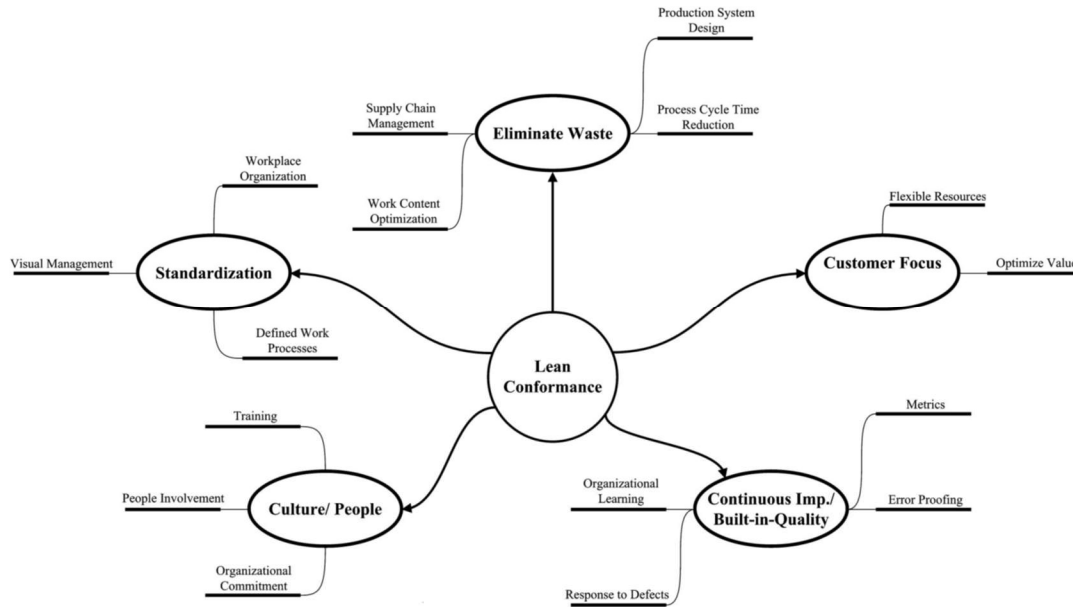 Production System
Design
Supply Chain
Management
Eliminate Waste
Process Cycle Time
Reduction
Work Content
Optimization
Workplace
Organization
Visual Management
Standardization
Defined Work
Processes
Flexible Resources
Customer Focus
Optimize Value
Lean
Conformance
Training
People Involvement
Culture/ People
Organizational
Commitment
Metrics
Organizational
Learning
Continuous Imp./
Built-in-Quality
Error Proofing
Response to Defects